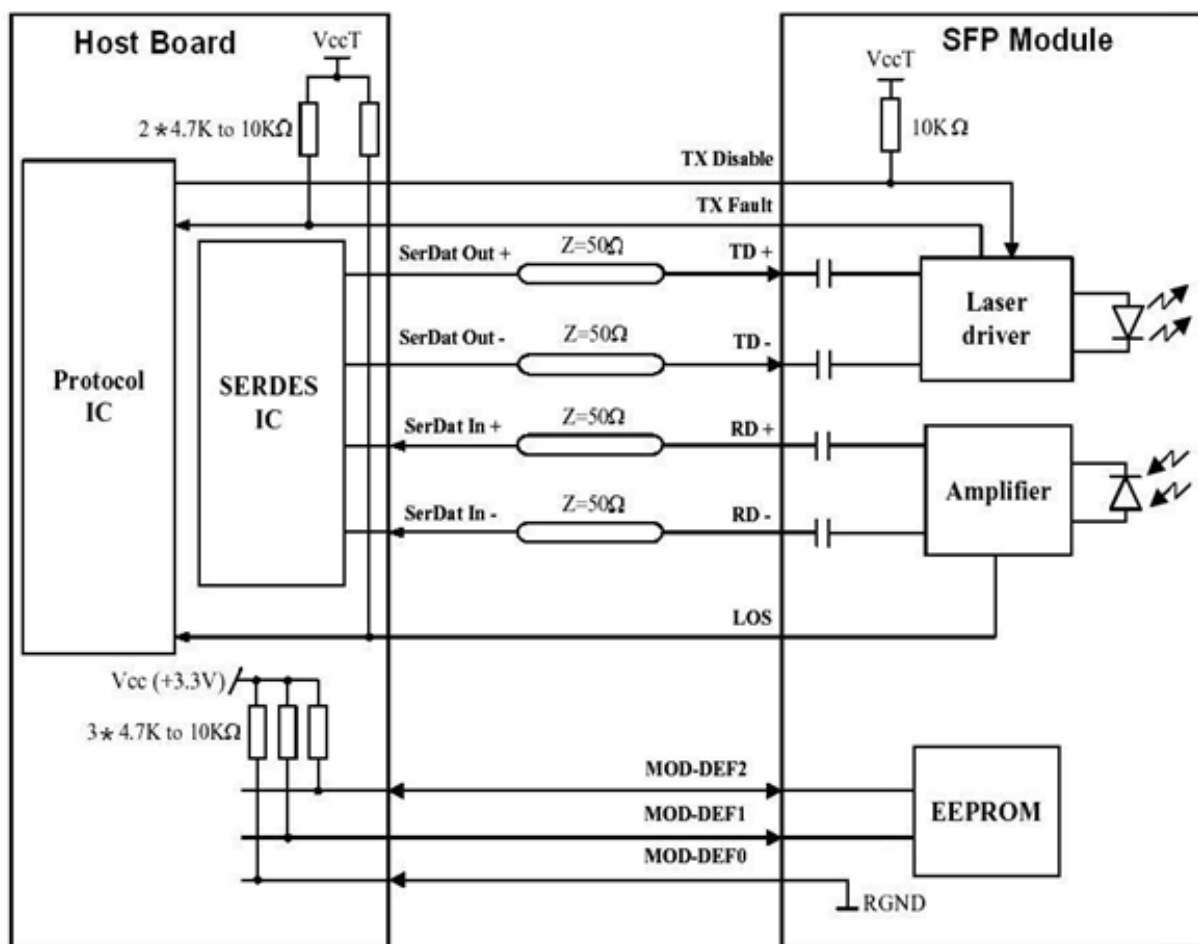 Host Board
SFP Module
VccT
VccT
2*4.7K to 10KΩ
10KΩ
TX Disable
TX Fault
SerDat Out +
Z=50Ω
TD +
Laser driver
SerDat Out -
Z=50Ω
TD -
Protocol IC
SERDES IC
SerDat In +
Z=50Ω
RD +
Amplifier
SerDat In -
Z=50Ω
RD -
LOS
Vcc (+3.3V)
3*4.7K to 10KΩ
MOD-DEF2
MOD-DEF1
EEPROM
MOD-DEF0
RGND